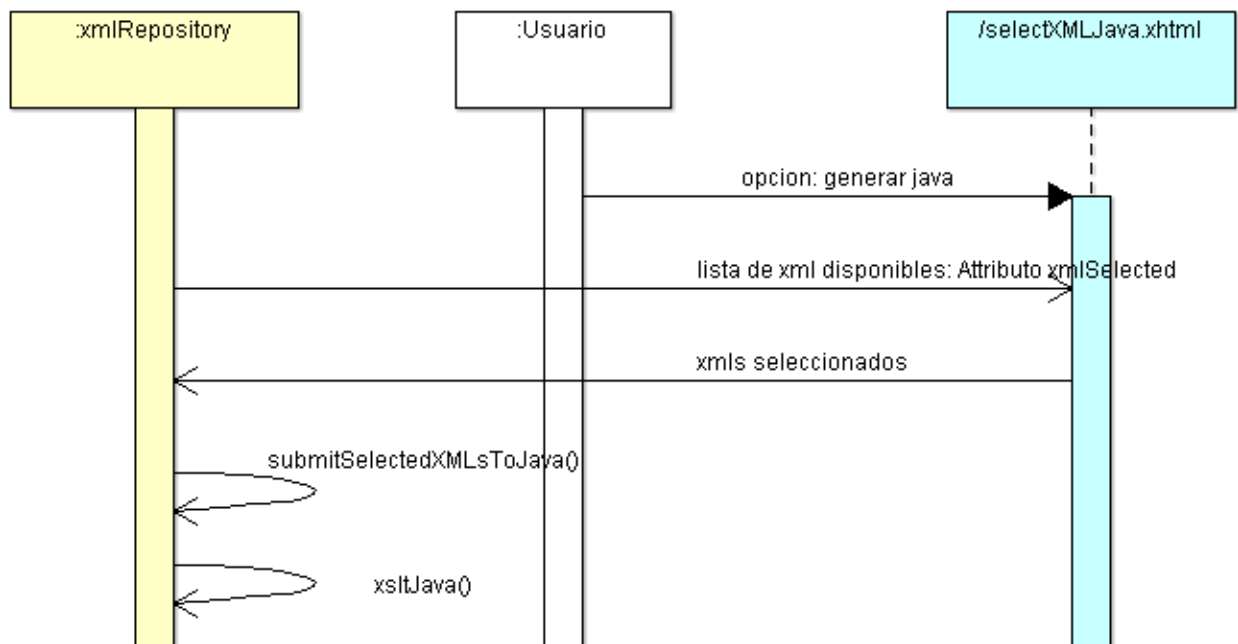 :xmlRepository
:Usuario
/selectXMLJava.xhtml
opcion: generar java
lista de xml disponibles: Attributo xmlSelected
xmls seleccionados
submitSelectedXMLsToJava()
xsltJava()